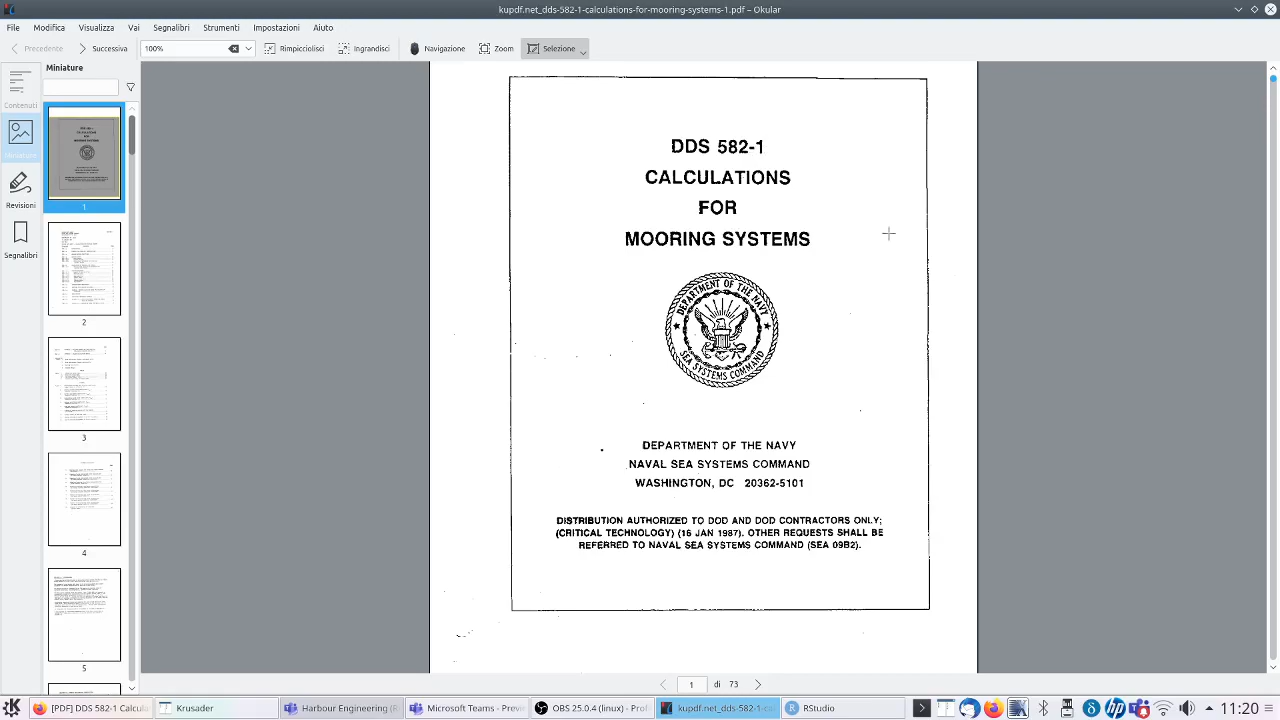 kupdf.net_dds-582-1-calculations-for-mooring-systems-1.pdf – Okular
File Modifica Visualizza Vai Segnalibri Strumenti Impostazioni Aiuto
Precedente Successiva 100% Rimpicciolisci Ingrandisci Navigazione Zoom Selezione
Miniature
Contenuti
Miniature
Revisioni
Segnalibri
1
2
3
4
5
DDS 582-1
CALCULATIONS
FOR
MOORING SYSTEMS
DEPARTMENT OF THE NAVY
SEA SYSTEMS COMMAND
DEPARTMENT OF THE NAVY
NAVAL SEA SYSTEMS COMMAND
WASHINGTON, DC 20362-5101
DISTRIBUTION AUTHORIZED TO DOD AND DOD CONTRACTORS ONLY;
(CRITICAL TECHNOLOGY) (16 JAN 1987). OTHER REQUESTS SHALL BE
REFERRED TO NAVAL SEA SYSTEMS COMMAND (SEA 09B2).
1 di 73
[PDF] DDS 582-1 Calcula Krusader Harbour Engineering (R Microsoft Teams - Previe OBS 25.0.4 (linux) - Prof kupdf.net_dds-582-1-ca RStudio 11:20